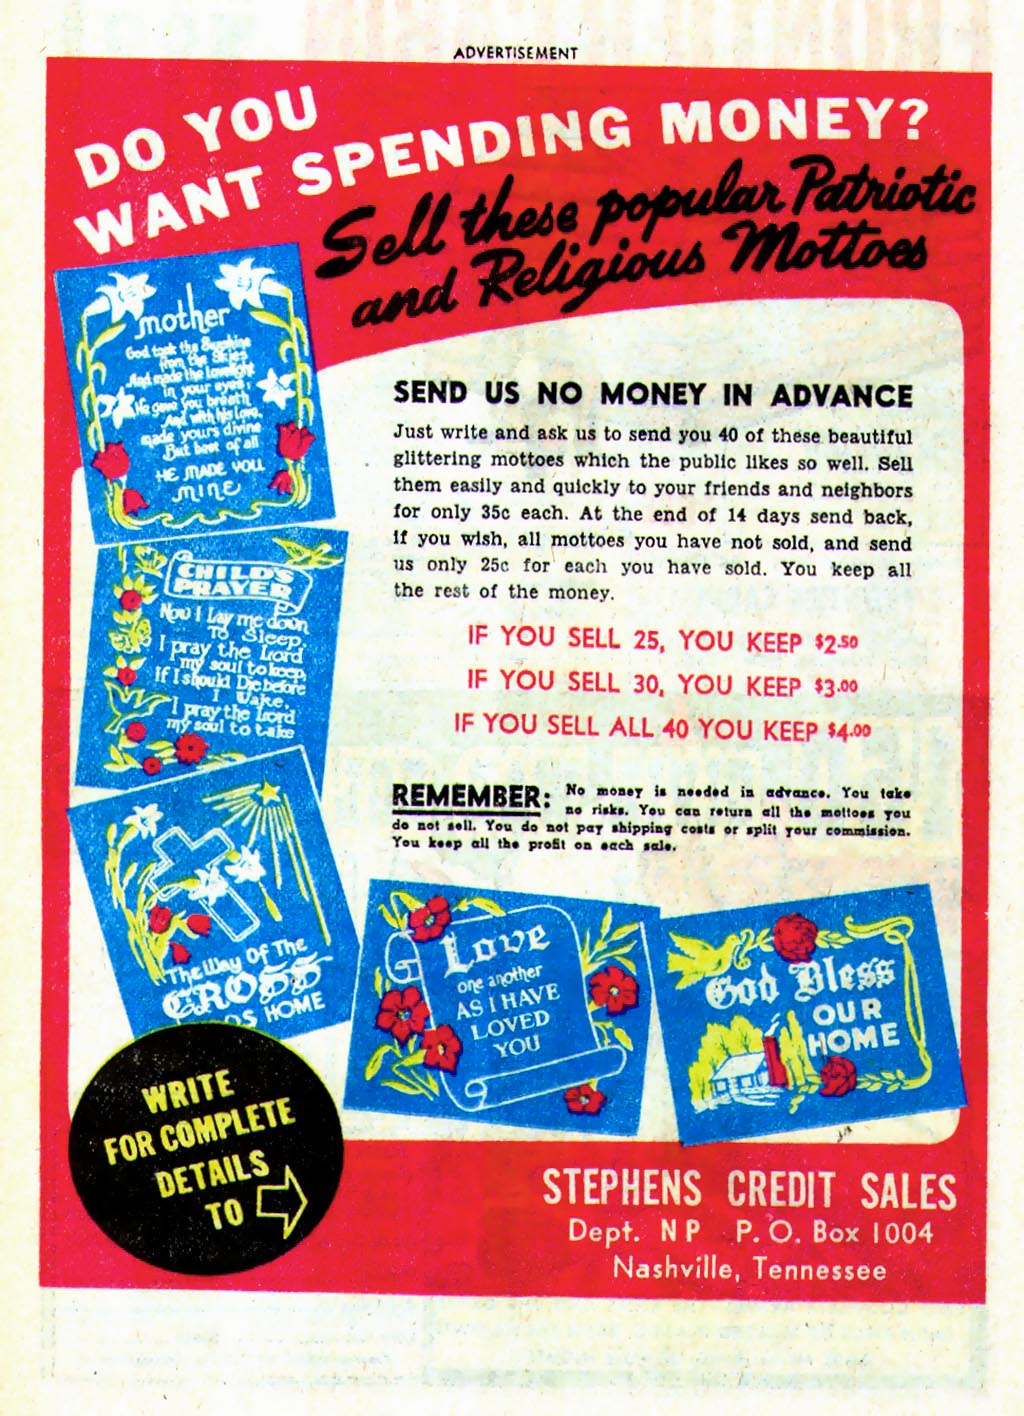 ADVERTISEMENT
DO YOU
WANT SPENDING MONEY?
Sell these popular Patriotic
and Religious Mottoes
mother
God took the Sunshine
from the Skies
And made the Lovelight
in your eyes,
He gave you breath
And with his Love,
made yours divine
But best of all
HE MADE YOU
MINE
CHILD'S
PRAYER
Now I Lay me down
To Sleep,
I pray the Lord
my soul to keep,
If I should Die before
I Wake,
I pray the Lord
my soul to take
The Way Of The
CROSS
DS HOME
SEND US NO MONEY IN ADVANCE
Just write and ask us to send you 40 of these beautiful
glittering mottoes which the public likes so well. Sell
them easily and quickly to your friends and neighbors
for only 35c each. At the end of 14 days send back,
if you wish, all mottoes you have not sold, and send
us only 25c for each you have sold. You keep all
the rest of the money.
IF YOU SELL 25, YOU KEEP $2.50
IF YOU SELL 30, YOU KEEP $3.00
IF YOU SELL ALL 40 YOU KEEP $4.00
REMEMBER: No money is needed in advance. You take
no risks. You can return all the mottoes you
do not sell. You do not pay shipping costs or split your commission.
You keep all the profit on each sale.
Love
one another
AS I HAVE
LOVED
YOU
God Bless
OUR
HOME
WRITE
FOR COMPLETE
DETAILS
TO
STEPHENS CREDIT SALES
Dept. NP P.O. Box 1004
Nashville, Tennessee